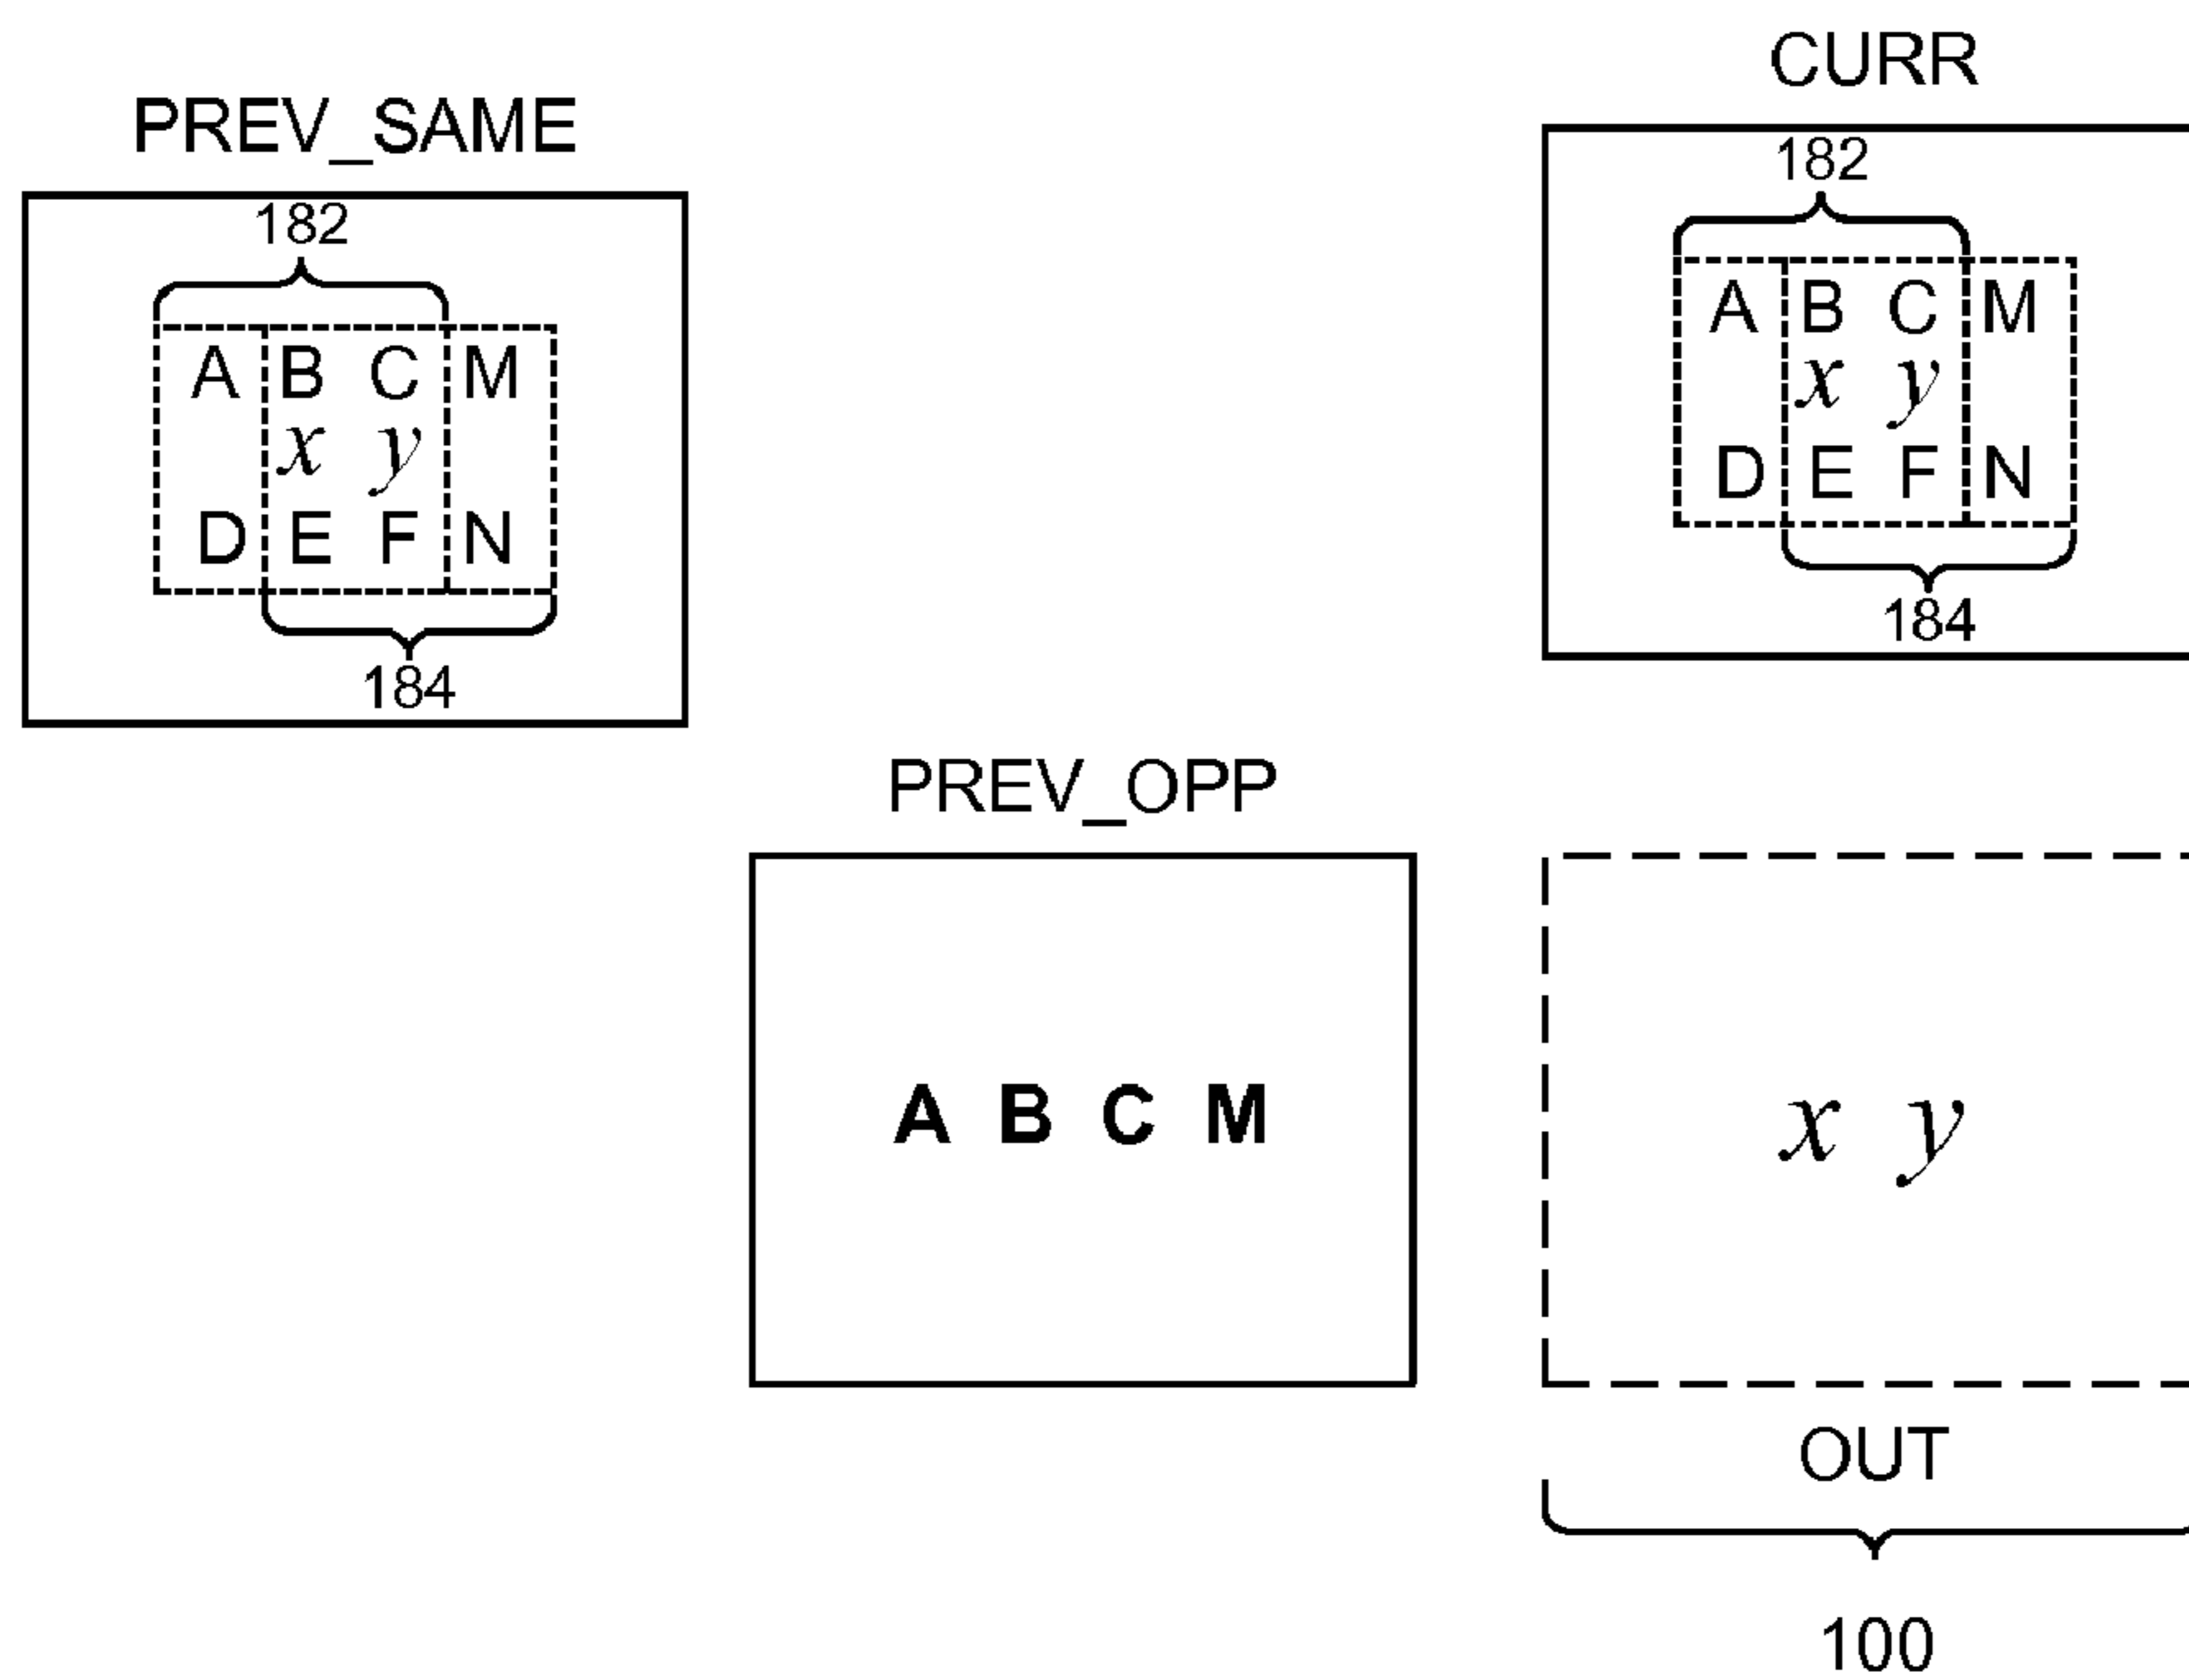 PREV_SAME
182
A B C M
x y
D E F N
184
CURR
182
A B C M
x y
D E F N
184
PREV_OPP
A B C M
x y
OUT
100